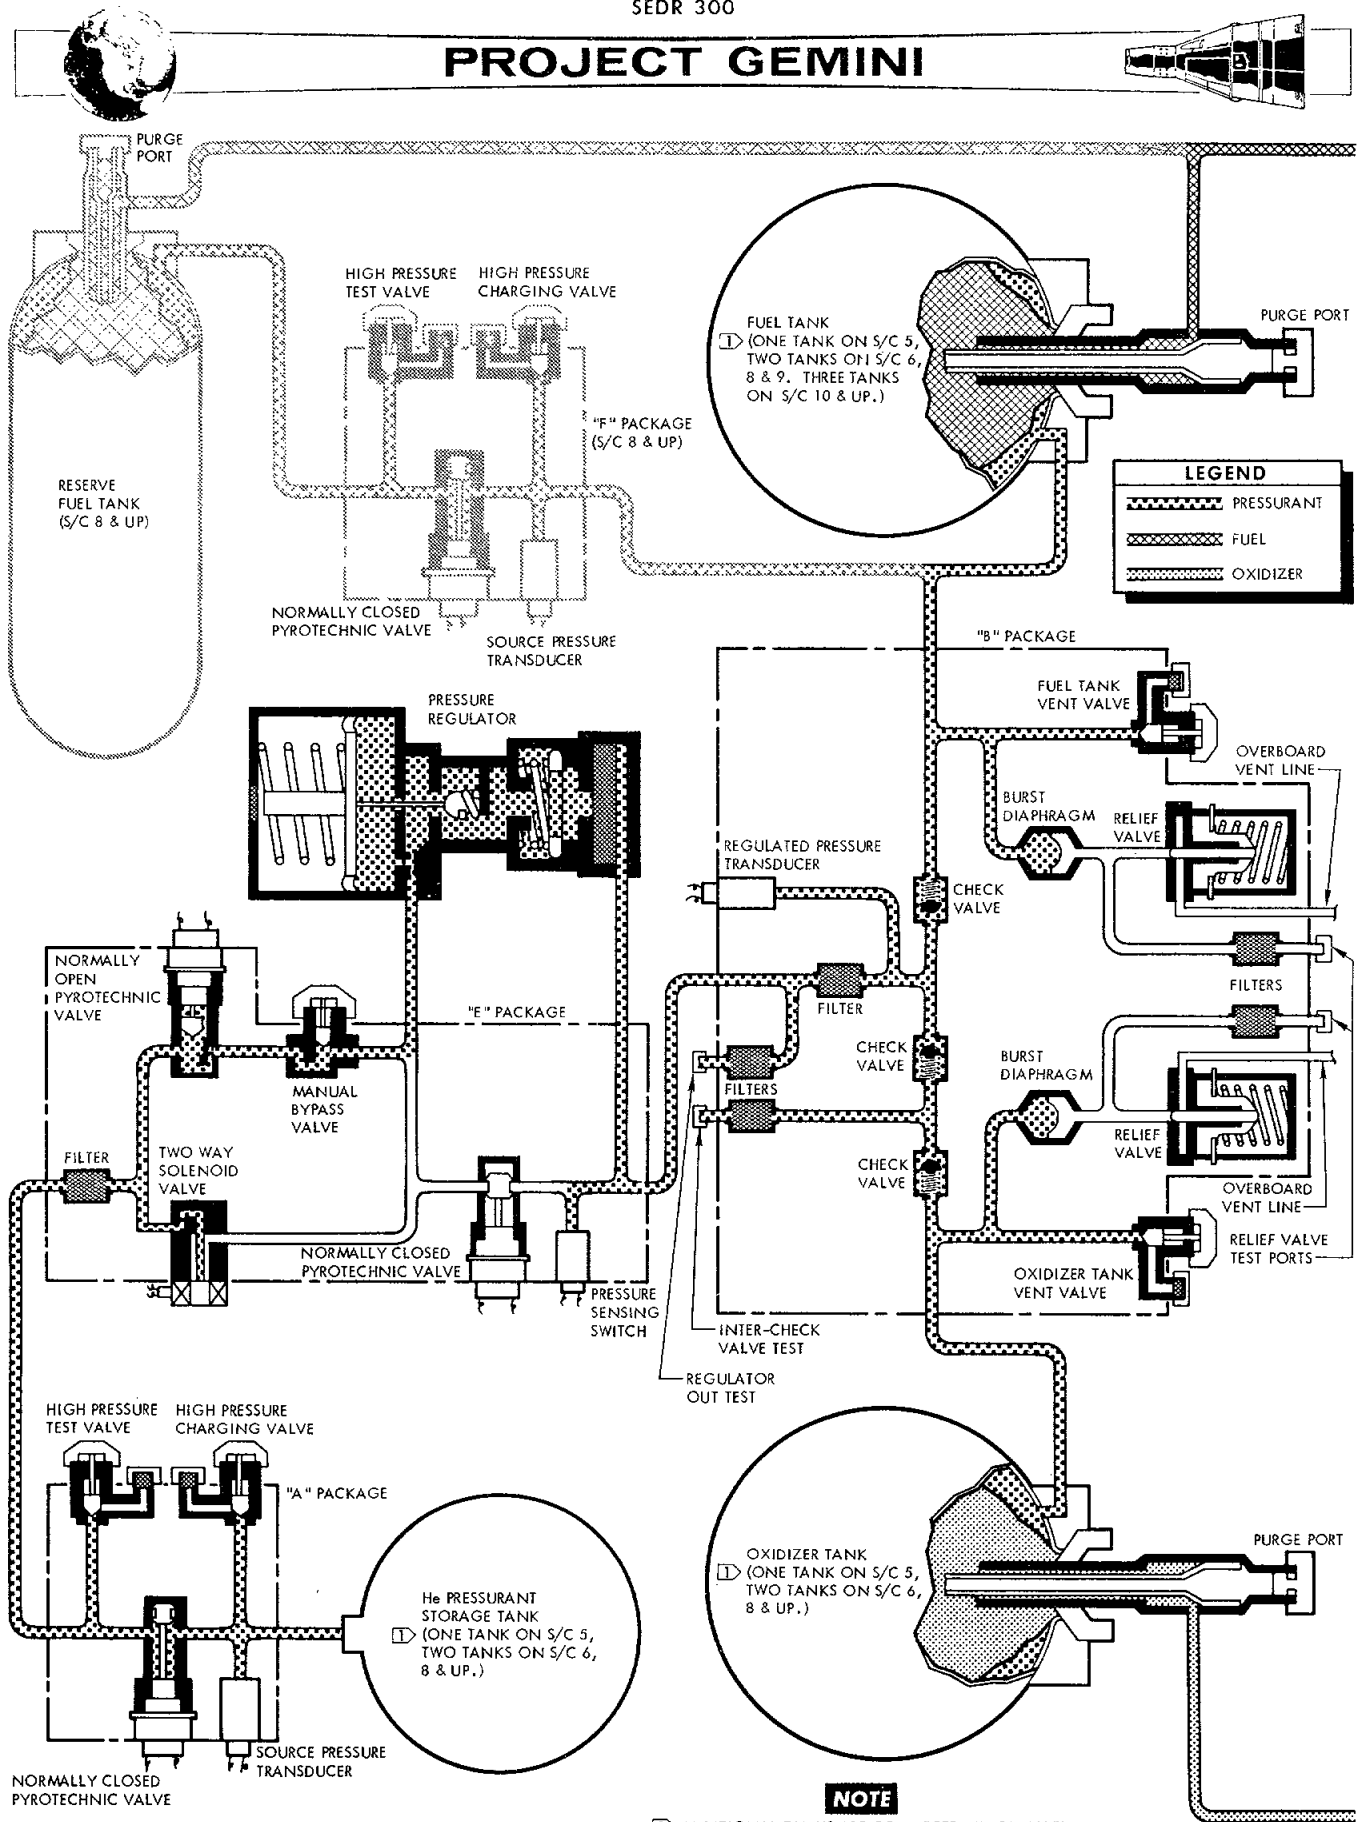 SEDR 300
PROJECT GEMINI
PURGE
PORT
HIGH PRESSURE
TEST VALVE
HIGH PRESSURE
CHARGING VALVE
FUEL TANK
1 (ONE TANK ON S/C 5,
TWO TANKS ON S/C 6,
8 & 9. THREE TANKS
ON S/C 10 & UP.)
PURGE PORT
"F" PACKAGE
(S/C 8 & UP)
RESERVE
FUEL TANK
(S/C 8 & UP)
LEGEND
PRESSURANT
FUEL
OXIDIZER
NORMALLY CLOSED
PYROTECHNIC VALVE
SOURCE PRESSURE
TRANSDUCER
"B" PACKAGE
FUEL TANK
VENT VALVE
PRESSURE
REGULATOR
OVERBOARD
VENT LINE
BURST
DIAPHRAGM
RELIEF
VALVE
REGULATED PRESSURE
TRANSDUCER
CHECK
VALVE
NORMALLY
OPEN
PYROTECHNIC
VALVE
FILTERS
"E" PACKAGE
FILTER
CHECK
VALVE
BURST
DIAPHRAGM
MANUAL
BYPASS
VALVE
FILTERS
FILTER
TWO WAY
SOLENOID
VALVE
CHECK
VALVE
RELIEF
VALVE
OVERBOARD
VENT LINE
NORMALLY CLOSED
PYROTECHNIC VALVE
RELIEF VALVE
TEST PORTS
OXIDIZER TANK
VENT VALVE
PRESSURE
SENSING
SWITCH
INTER-CHECK
VALVE TEST
REGULATOR
OUT TEST
HIGH PRESSURE
TEST VALVE
HIGH PRESSURE
CHARGING VALVE
"A" PACKAGE
OXIDIZER TANK
1 (ONE TANK ON S/C 5,
TWO TANKS ON S/C 6,
8 & UP.)
PURGE PORT
He PRESSURANT
STORAGE TANK
1 (ONE TANK ON S/C 5,
TWO TANKS ON S/C 6,
8 & UP.)
SOURCE PRESSURE
TRANSDUCER
NORMALLY CLOSED
PYROTECHNIC VALVE
NOTE